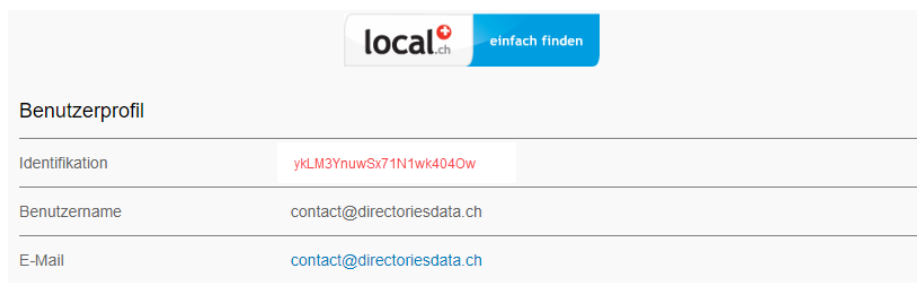 local.ch einfach finden
Benutzerprofil
Identifikation ykLM3YnuwSx71N1wk404Ow
Benutzername contact@directoriesdata.ch
E-Mail contact@directoriesdata.ch